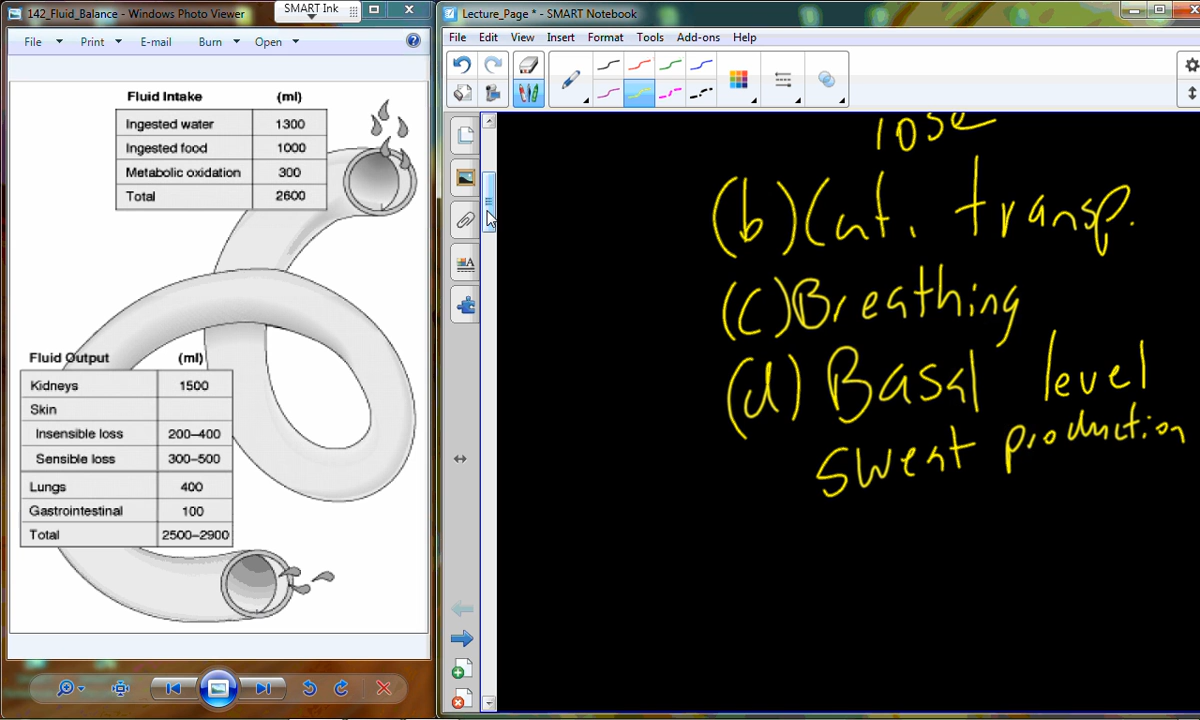 142_Fluid_Balance - Windows Photo Viewer
SMART Ink
File Print E-mail Burn Open
Fluid Intake (ml)
Ingested water 1300
Ingested food 1000
Metabolic oxidation 300
Total 2600
Fluid Output (ml)
Kidneys 1500
Skin
Insensible loss 200–400
Sensible loss 300–500
Lungs 400
Gastrointestinal 100
Total 2500–2900
Lecture_Page * - SMART Notebook
File Edit View Insert Format Tools Add-ons Help
lose
(b) Cut. transp.
(c) Breathing
(d) Basal level
sweat production